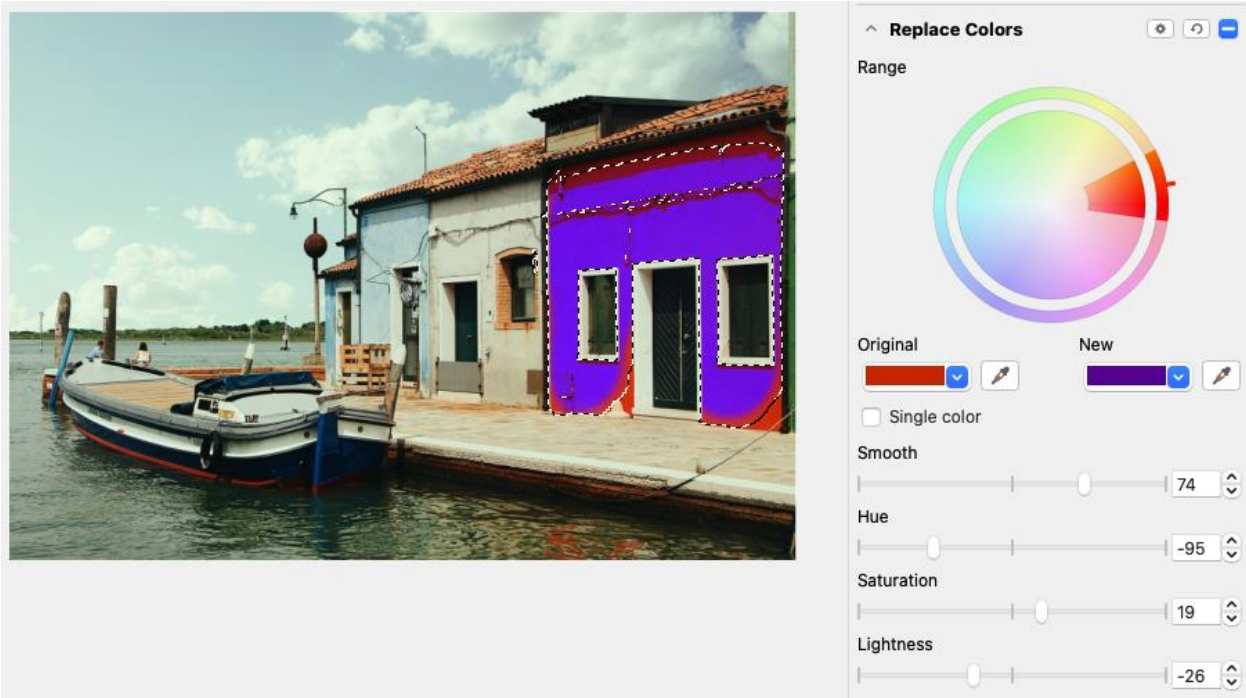 Replace Colors
Range
Original
New
Single color
Smooth
74
Hue
-95
Saturation
19
Lightness
-26